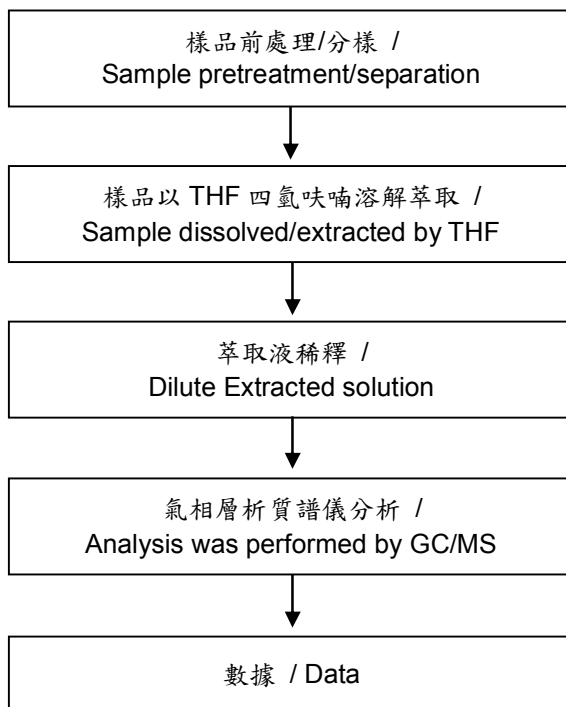 樣品前處理/分樣 /
Sample pretreatment/separation
樣品以 THF 四氫呋喃溶解萃取 /
Sample dissolved/extracted by THF
萃取液稀釋 /
Dilute Extracted solution
氣相層析質譜儀分析 /
Analysis was performed by GC/MS
數據 / Data